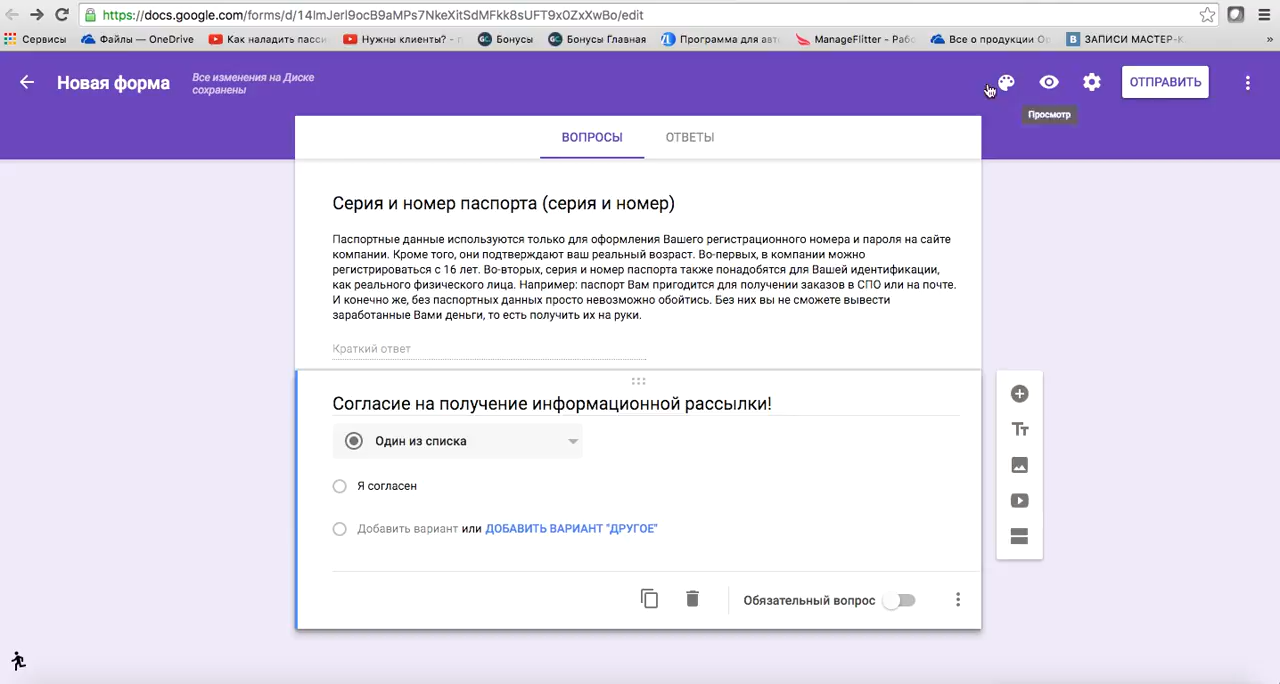 https://docs.google.com/forms/d/14lmJerl9ocB9aMPs7NkeXitSdMFkk8sUFT9x0ZxXwBo/edit
Сервисы Файлы — OneDrive Как наладить пасси Нужны клиенты? - Бонусы Бонусы Главная Программа для авто ManageFlitter - Рабо Все о продукции Ор B ЗАПИСИ МАСТЕР-К »
Новая форма
Все изменения на Диске
сохранены
ОТПРАВИТЬ
Просмотр
ВОПРОСЫ ОТВЕТЫ
Серия и номер паспорта (серия и номер)
Паспортные данные используются только для оформления Вашего регистрационного номера и пароля на сайте
компании. Кроме того, они подтверждают ваш реальный возраст. Во-первых, в компании можно
регистрироваться с 16 лет. Во-вторых, серия и номер паспорта также понадобятся для Вашей идентификации,
как реального физического лица. Например: паспорт Вам пригодится для получении заказов в СПО или на почте.
И конечно же, без паспортных данных просто невозможно обойтись. Без них вы не сможете вывести
заработанные Вами деньги, то есть получить их на руки.
Краткий ответ
Согласие на получение информационной рассылки!
Один из списка
Я согласен
Добавить вариант или ДОБАВИТЬ ВАРИАНТ "ДРУГОЕ"
Обязательный вопрос
Tт